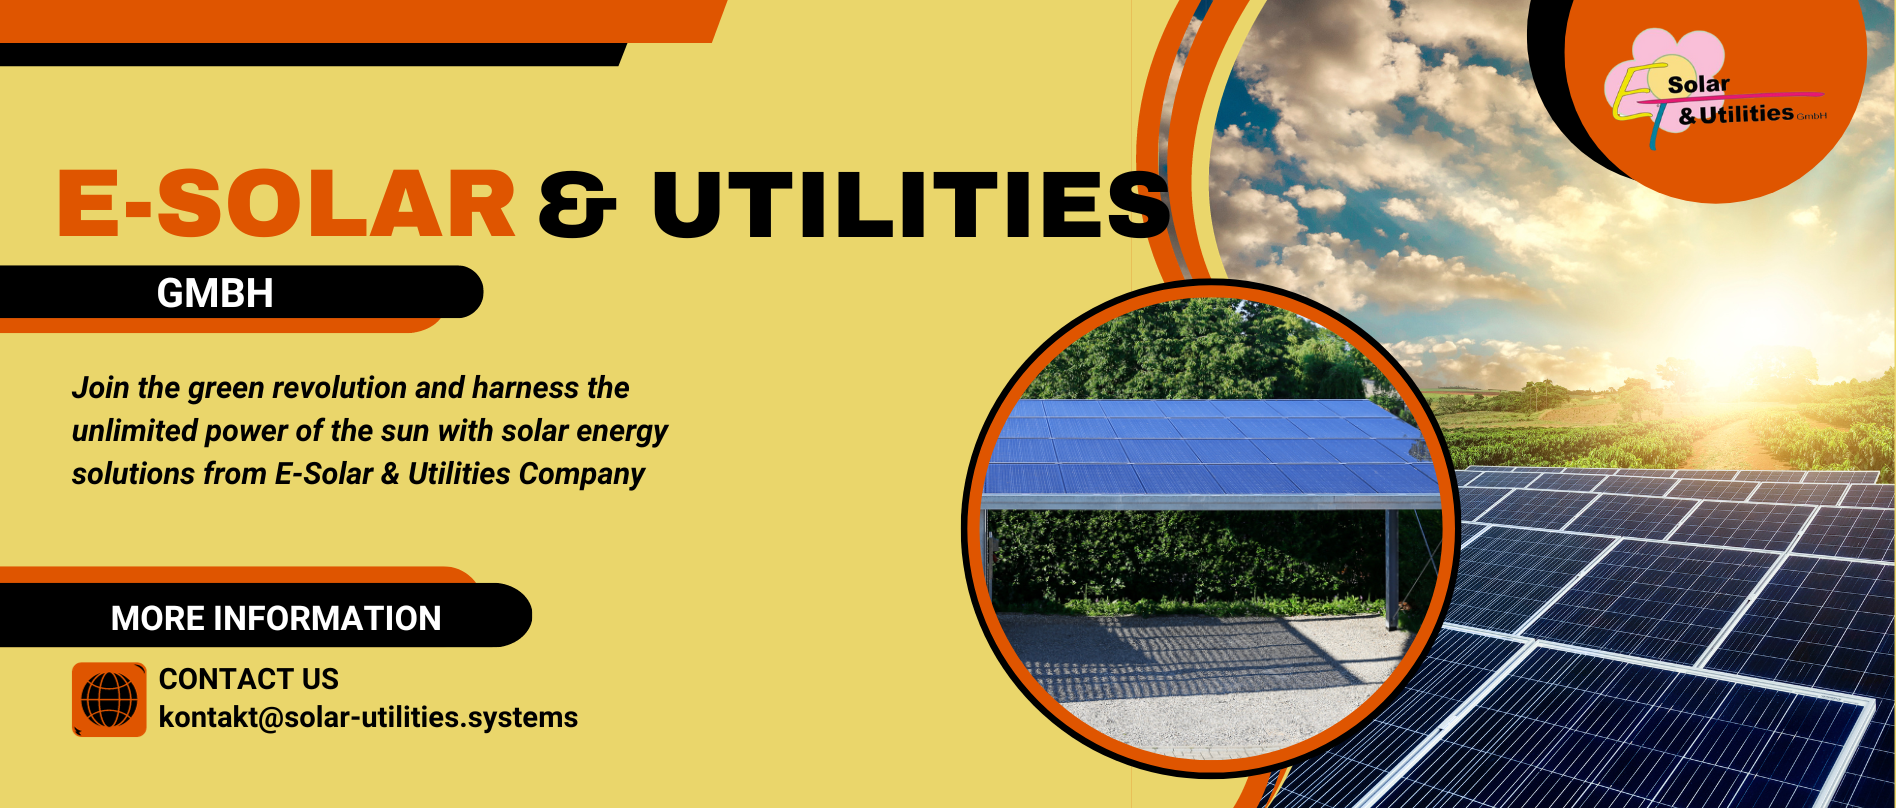 E Solar
& Utilities GmbH
E-SOLAR & UTILITIES
GMBH
Join the green revolution and harness the
unlimited power of the sun with solar energy
solutions from E-Solar & Utilities Company
MORE INFORMATION
CONTACT US
kontakt@solar-utilities.systems